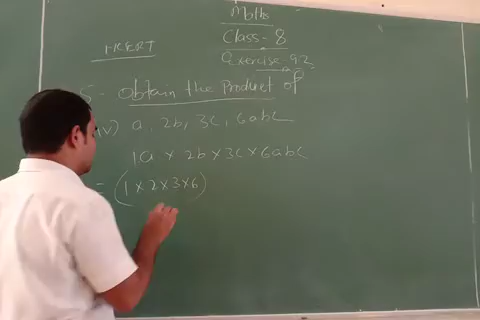 Maths
Class - 8
NCERT
Exercise 9.2
5 - Obtain the Product of
iv) a, 2b, 3c, 6abc
1a × 2b × 3c × 6abc
= (1 × 2 × 3 × 6)